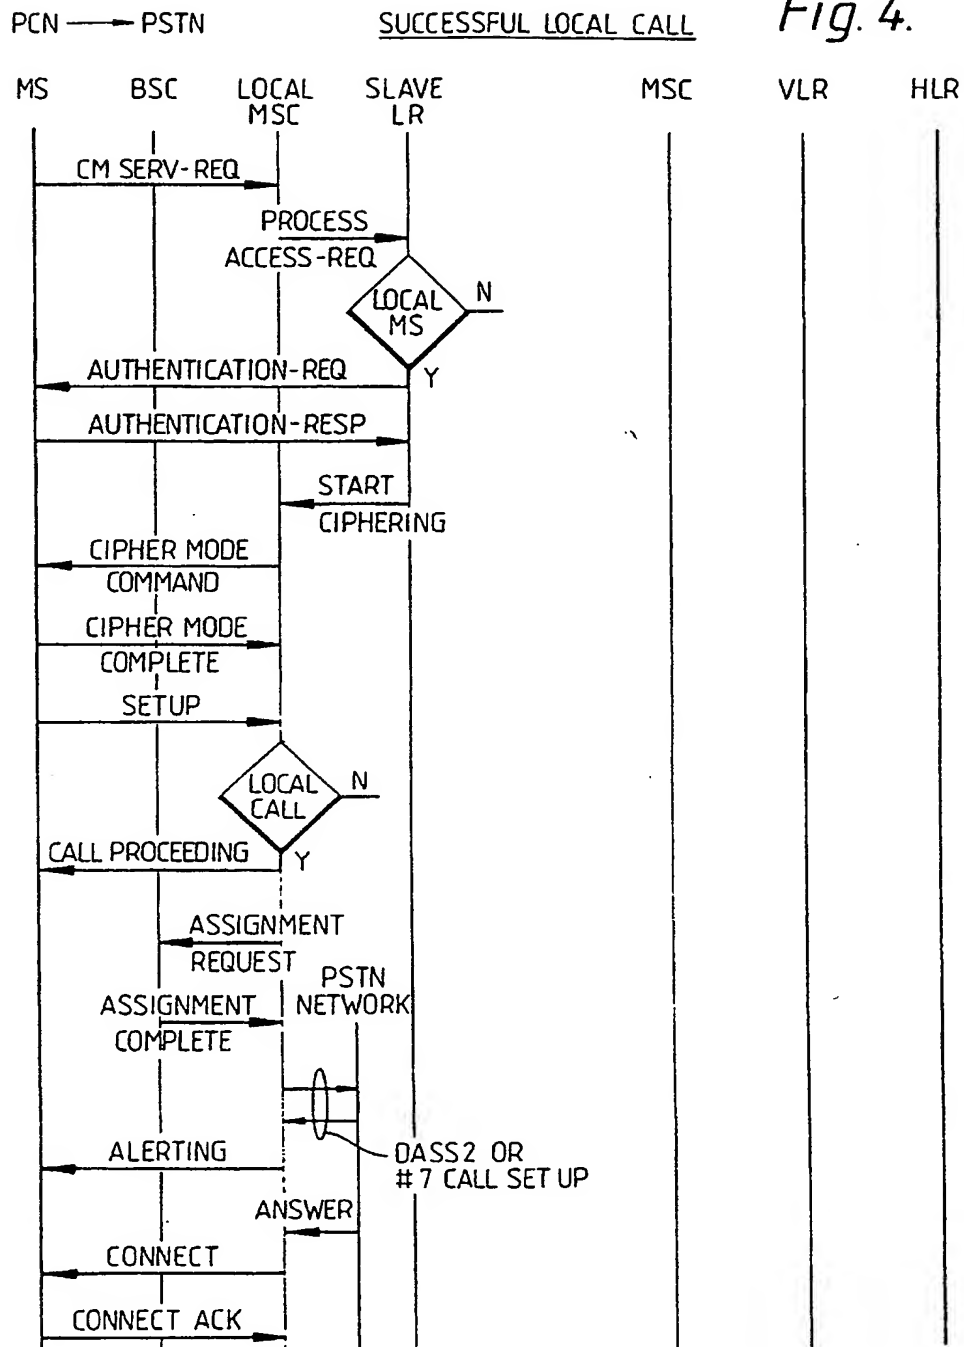 PCN → PSTN
SUCCESSFUL LOCAL CALL
Fig. 4.
MS
BSC
LOCAL
MSC
SLAVE
LR
MSC
VLR
HLR
CM SERV-REQ
PROCESS
ACCESS-REQ
LOCAL
MS
N
Y
AUTHENTICATION-REQ
AUTHENTICATION-RESP
START
CIPHERING
CIPHER MODE
COMMAND
CIPHER MODE
COMPLETE
SETUP
LOCAL
CALL
N
Y
CALL PROCEEDING
ASSIGNMENT
REQUEST
PSTN
NETWORK
ASSIGNMENT
COMPLETE
DASS2 OR
#7 CALL SET UP
ALERTING
ANSWER
CONNECT
CONNECT ACK